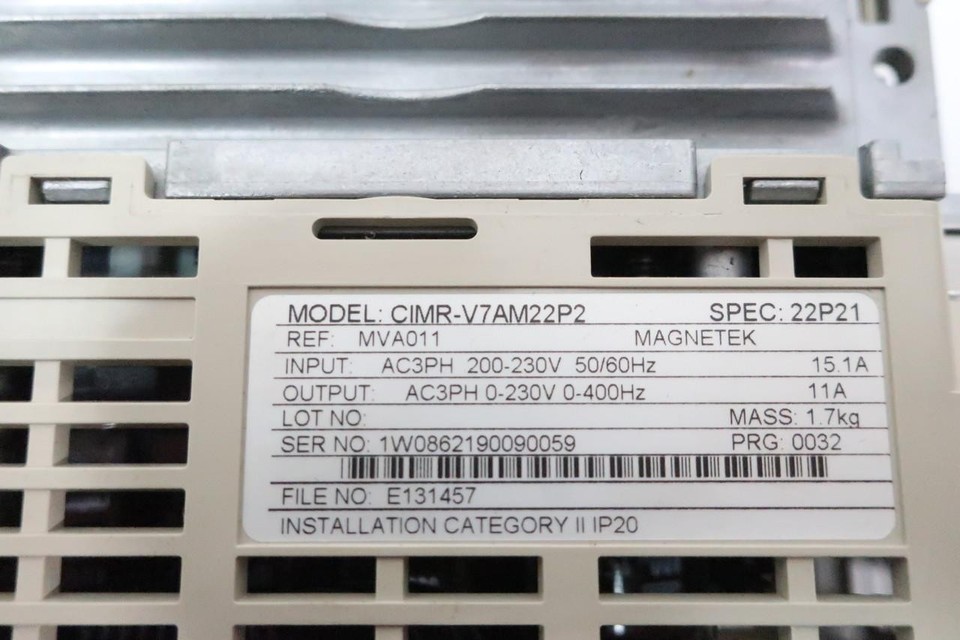 MODEL: CIMR-V7AM22P2 SPEC: 22P21
REF: MVA011 MAGNETEK
INPUT: AC3PH 200-230V 50/60Hz 15.1A
OUTPUT: AC3PH 0-230V 0-400Hz 11A
LOT NO: MASS: 1.7kg
SER NO: 1W0862190090059 PRG: 0032
FILE NO: E131457
INSTALLATION CATEGORY II IP20